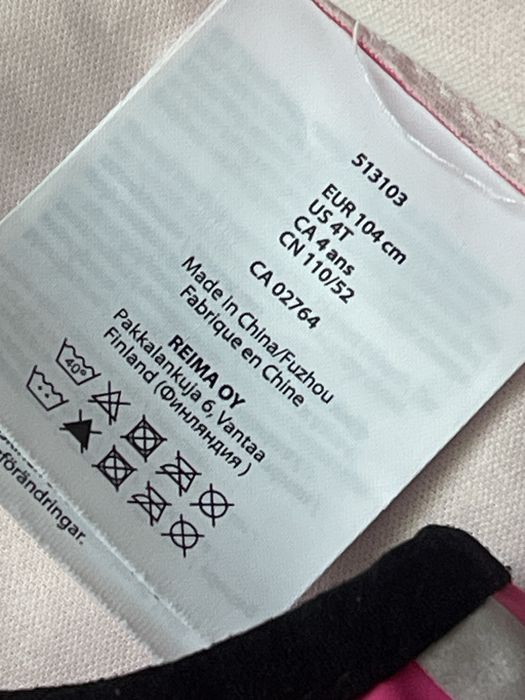 513103
EUR 104 cm
US 4T
CA 4 ans
CN 110/52
CA 02764
Made in China/Fuzhou
Fabrique en Chine
REIMA OY
Pakkalankuja 6, Vantaa
Finland (Финляндия )
40°
förändringar.